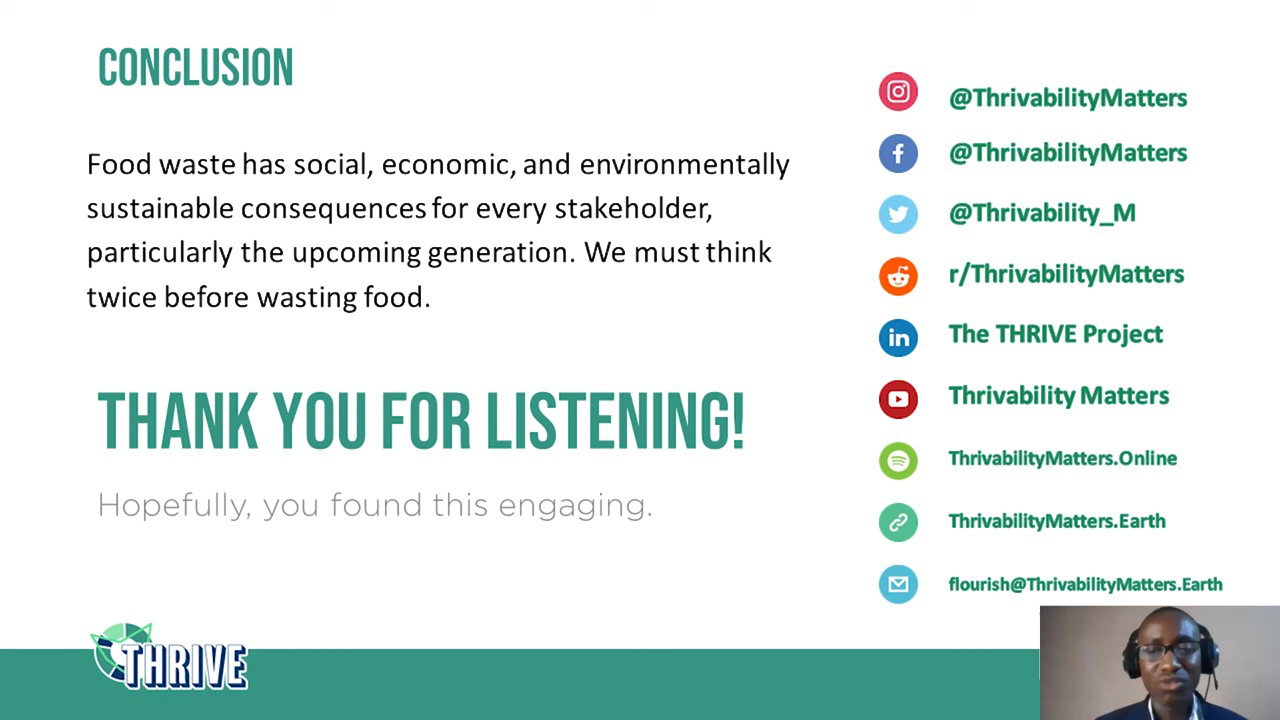 CONCLUSION
Food waste has social, economic, and environmentally
sustainable consequences for every stakeholder,
particularly the upcoming generation. We must think
twice before wasting food.
THANK YOU FOR LISTENING!
Hopefully, you found this engaging.
@ThrivabilityMatters
@ThrivabilityMatters
@Thrivability_M
r/ThrivabilityMatters
in
The THRIVE Project
Thrivability Matters
ThrivabilityMatters.Online
ThrivabilityMatters.Earth
flourish@ThrivabilityMatters.Earth
THRIVE